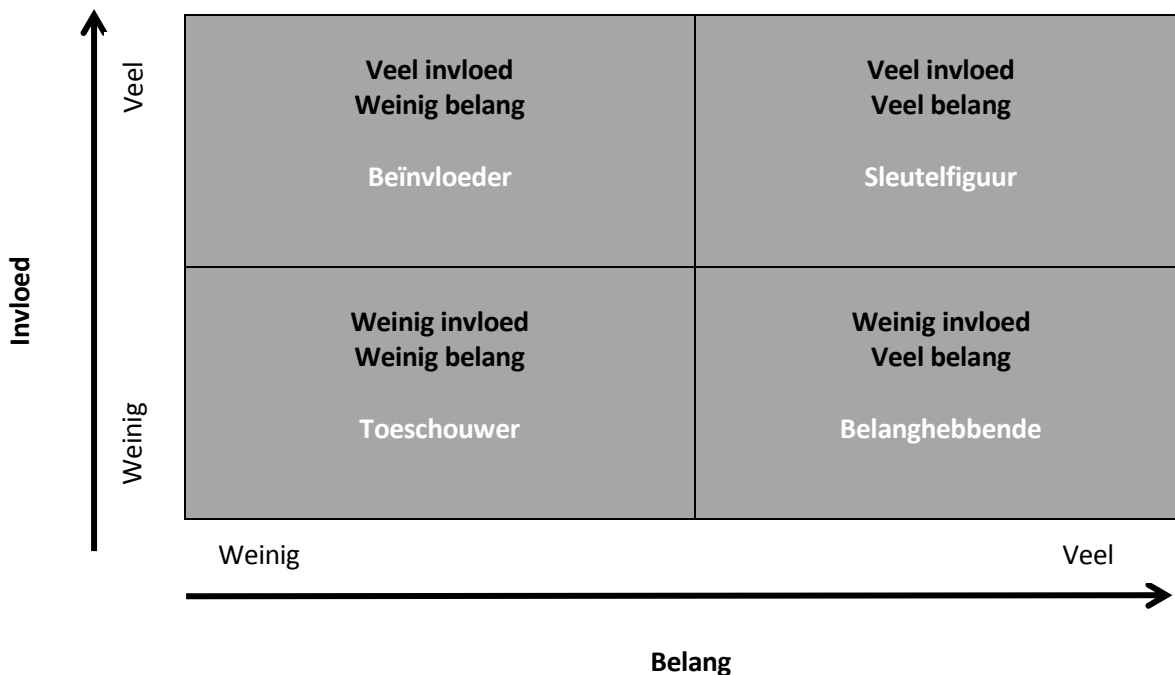 Veel
Veel invloed
Weinig belang
Beïnvloeder
Veel invloed
Veel belang
Sleutelfiguur
Invloed
Weinig
Weinig invloed
Weinig belang
Toeschouwer
Weinig invloed
Veel belang
Belanghebbende
Weinig
Veel
Belang